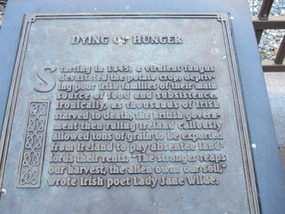 DYING OF HUNGER
Starting in 1845, a virulent fungus
devastated the potato crop, depriv-
ing poor Irish families of their main
source of food and subsistence.
Ironically, as thousands of Irish
starved to death, the British govern-
ment then ruling Ireland callously
allowed tons of grain to be exported
from Ireland to pay absentee land-
lords their rents. "The stranger reaps
our harvest, the alien owns our soil,"
wrote Irish poet Lady Jane Wilde.